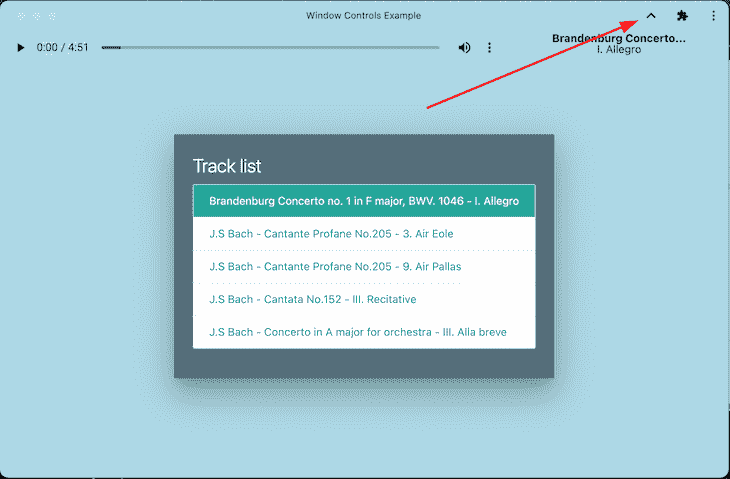 Window Controls Example
0:00 / 4:51
Brandenburg Concerto...
I. Allegro
Track list
Brandenburg Concerto no. 1 in F major, BWV. 1046 - I. Allegro
J.S Bach - Cantante Profane No.205 - 3. Air Eole
J.S Bach - Cantante Profane No.205 - 9. Air Pallas
J.S Bach - Cantata No.152 - III. Recitative
J.S Bach - Concerto in A major for orchestra - III. Alla breve